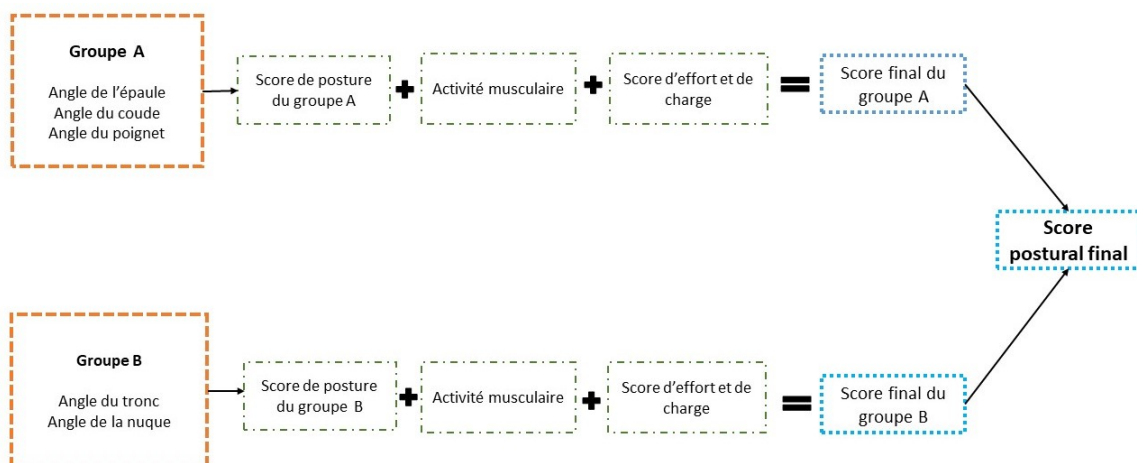 Groupe A
Angle de l'épaule
Angle du coude
Angle du poignet
Score de posture
du groupe A
+
Activité musculaire
+
Score d'effort et de
charge
=
Score final du
groupe A
Score
postural final
Groupe B
Angle du tronc
Angle de la nuque
Score de posture
du groupe B
+
Activité musculaire
+
Score d'effort et de
charge
=
Score final du
groupe B